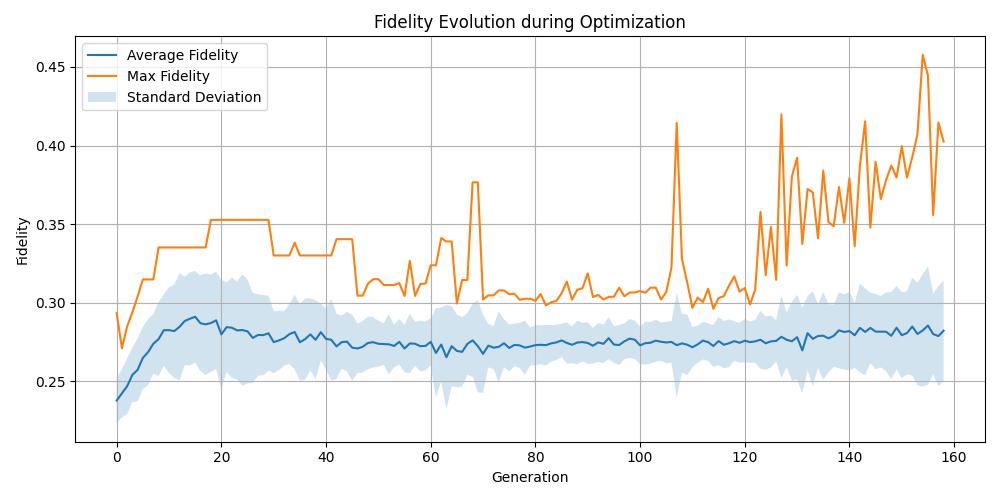 Fidelity Evolution during Optimization
Average Fidelity
Max Fidelity
Standard Deviation
Fidelity
0.45
0.40
0.35
0.30
0.25
0 20 40 60 80 100 120 140 160
Generation